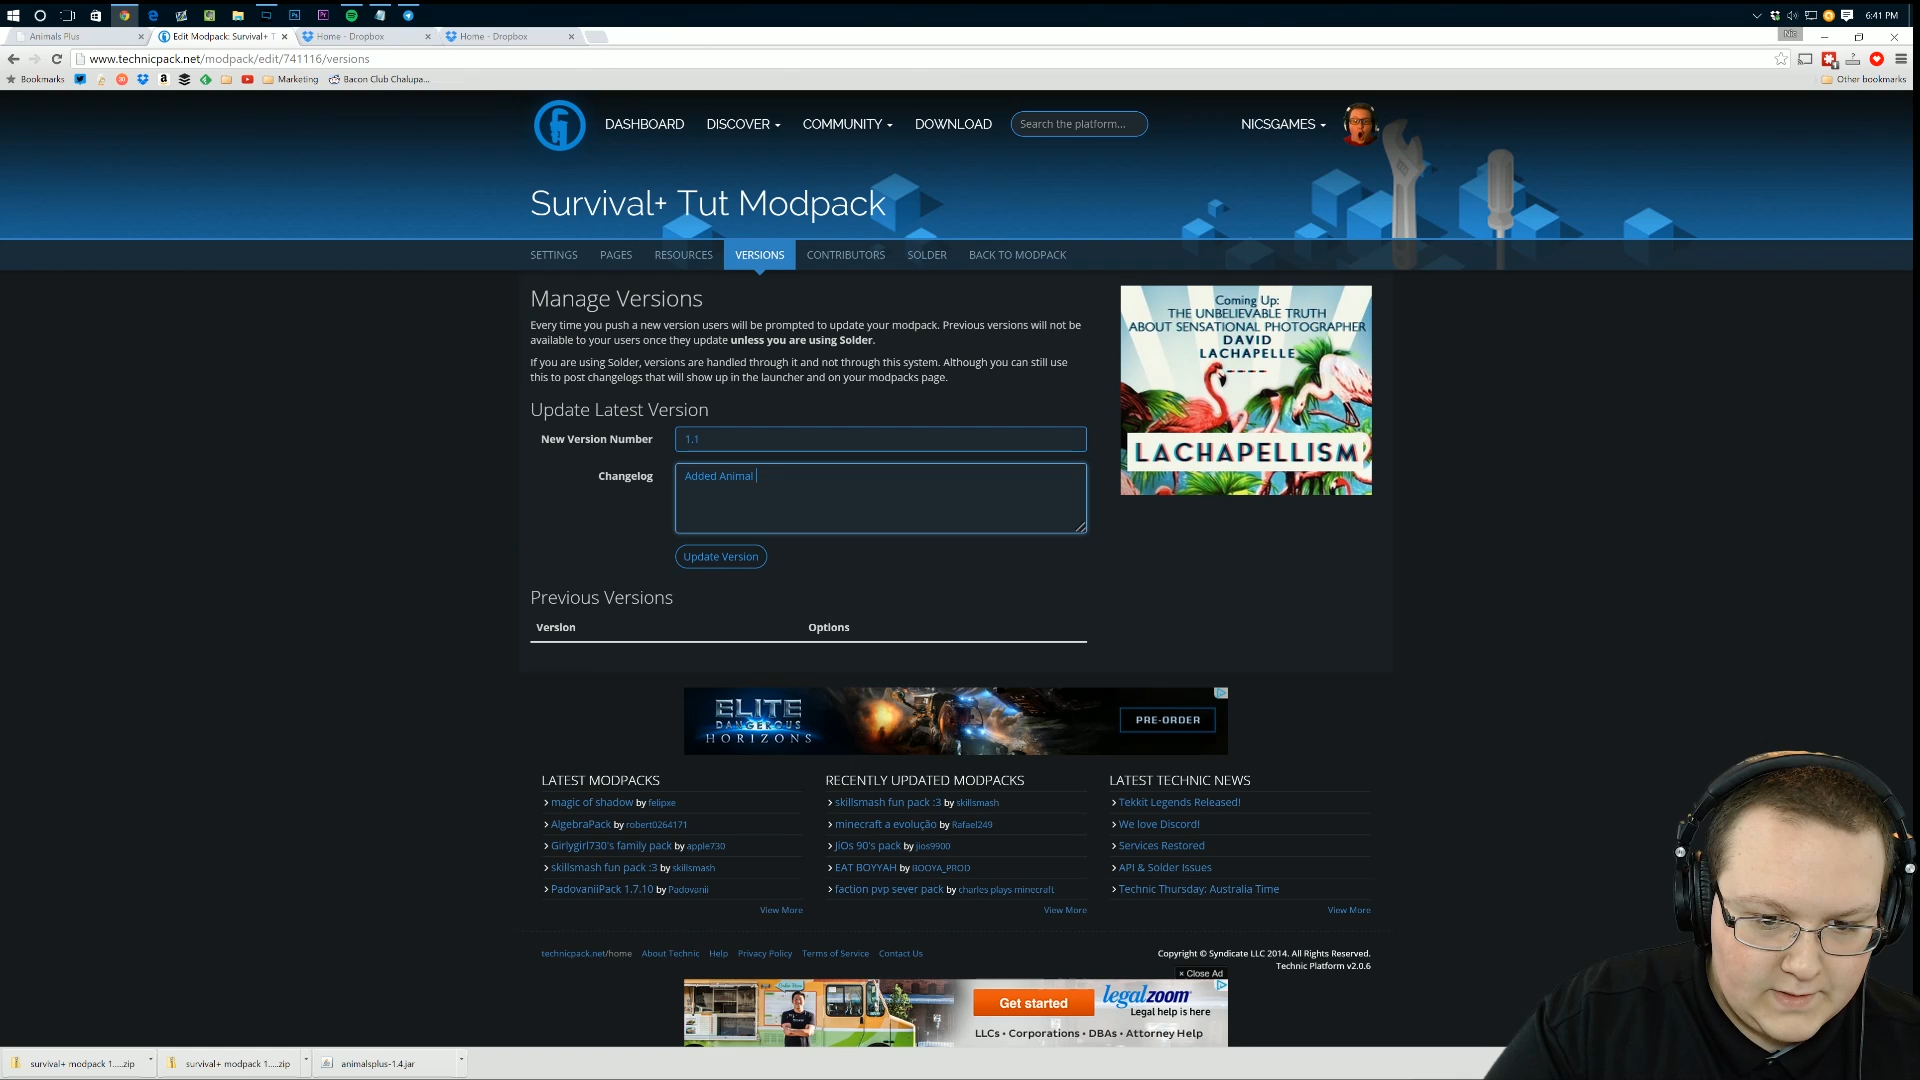 6:41 PM
Animals Plus
Edit Modpack: Survival+ T
Home - Dropbox
Home - Dropbox
Nic
www.technicpack.net/modpack/edit/741116/versions
Bookmarks
Marketing
Bacon Club Chalupa...
Other bookmarks
DASHBOARD
DISCOVER
COMMUNITY
DOWNLOAD
Search the platform...
NICSGAMES
Survival+ Tut Modpack
SETTINGS
PAGES
RESOURCES
VERSIONS
CONTRIBUTORS
SOLDER
BACK TO MODPACK
Manage Versions
Every time you push a new version users will be prompted to update your modpack. Previous versions will not be
available to your users once they update unless you are using Solder.
If you are using Solder, versions are handled through it and not through this system. Although you can still use
this to post changelogs that will show up in the launcher and on your modpacks page.
Update Latest Version
New Version Number
1.1
Changelog
Added Animal
Update Version
Previous Versions
Version
Options
Coming Up:
THE UNBELIEVABLE TRUTH
ABOUT SENSATIONAL PHOTOGRAPHER
DAVID
LACHAPELLE
LACHAPELLISM
ELITE
DANGEROUS
HORIZONS
PRE-ORDER
LATEST MODPACKS
magic of shadow by felipxe
AlgebraPack by robert0264171
Girlygirl730's family pack by apple730
skillsmash fun pack :3 by skillsmash
PadovaniiPack 1.7.10 by Padovanii
View More
RECENTLY UPDATED MODPACKS
skillsmash fun pack :3 by skillsmash
minecraft a evolução by Rafael249
JiOs 90's pack by jios9900
EAT BOYYAH by BOOYA_PROD
faction pvp sever pack by charles plays minecraft
View More
LATEST TECHNIC NEWS
Tekkit Legends Released!
We love Discord!
Services Restored
API & Solder Issues
Technic Thursday: Australia Time
View More
technicpack.net/home
About Technic
Help
Privacy Policy
Terms of Service
Contact Us
Copyright © Syndicate LLC 2014. All Rights Reserved.
Technic Platform v2.0.6
× Close Ad
Get started
legalzoom
Legal help is here
LLCs • Corporations • DBAs • Attorney Help
survival+ modpack 1.....zip
survival+ modpack 1.....zip
animalsplus-1.4.jar